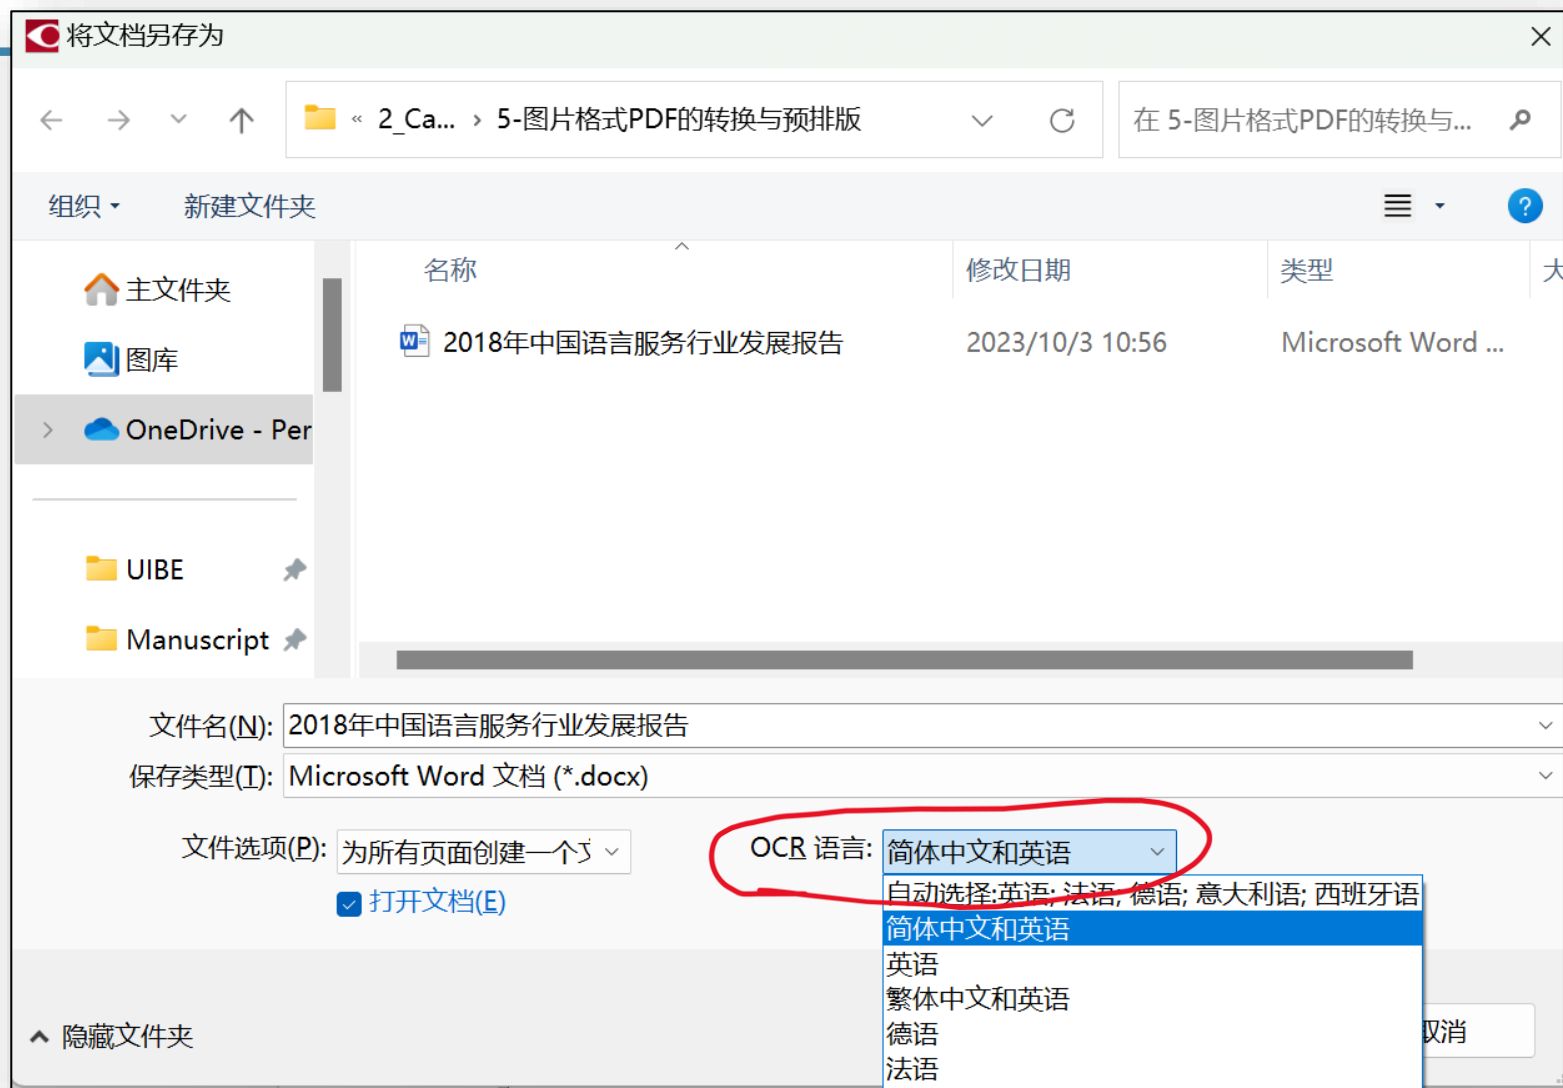 将文档另存为
« 2_Ca... › 5-图片格式PDF的转换与预排版
在 5-图片格式PDF的转换与...
组织
新建文件夹
?
名称
修改日期
类型
大
主文件夹
图库
OneDrive - Per
UIBE
Manuscript
2018年中国语言服务行业发展报告
2023/10/3 10:56
Microsoft Word ...
文件名(N): 2018年中国语言服务行业发展报告
保存类型(T): Microsoft Word 文档 (*.docx)
文件选项(P): 为所有页面创建一个文
OCR 语言: 简体中文和英语
打开文档(E)
自动选择:英语; 法语; 德语; 意大利语; 西班牙语
简体中文和英语
英语
繁体中文和英语
德语
法语
隐藏文件夹
取消